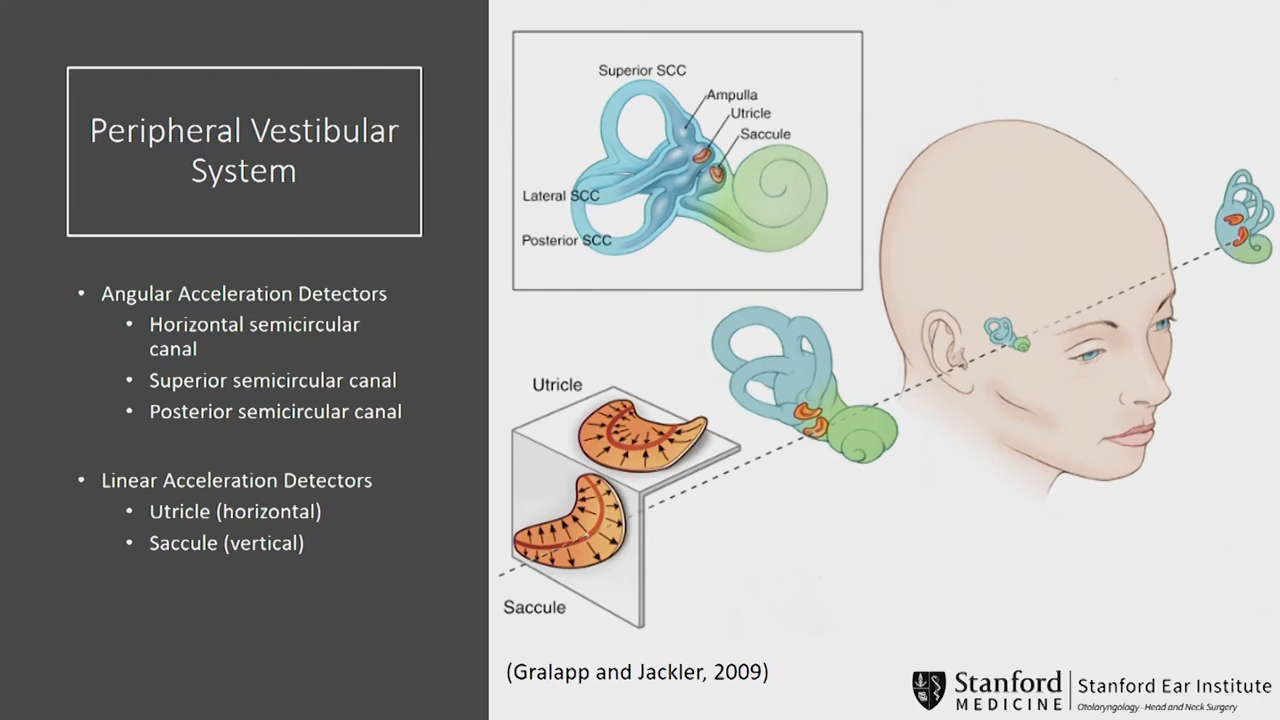 Peripheral Vestibular
System
• Angular Acceleration Detectors
• Horizontal semicircular
canal
• Superior semicircular canal
• Posterior semicircular canal
• Linear Acceleration Detectors
• Utricle (horizontal)
• Saccule (vertical)
Superior SCC
Ampulla
Utricle
Saccule
Lateral SCC
Posterior SCC
Utricle
Saccule
(Gralapp and Jackler, 2009)
Stanford
MEDICINE
Stanford Ear Institute
Otolaryngology–Head and Neck Surgery